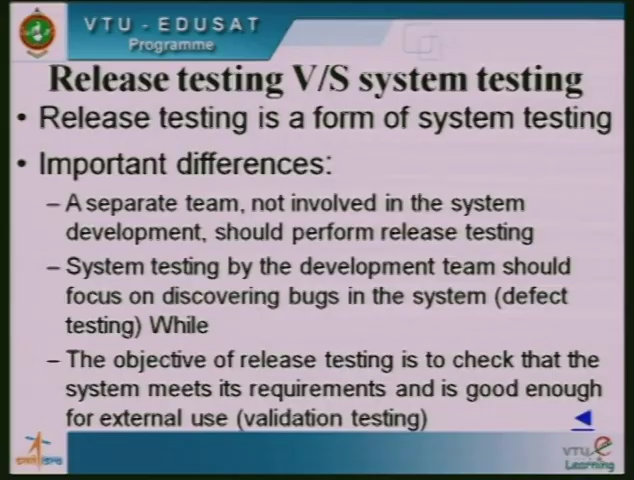 VTU - EDUSAT
Programme
Release testing V/S system testing
• Release testing is a form of system testing
• Important differences:
– A separate team, not involved in the system
development, should perform release testing
– System testing by the development team should
focus on discovering bugs in the system (defect
testing) While
– The objective of release testing is to check that the
system meets its requirements and is good enough
for external use (validation testing)
VTU e
Learning